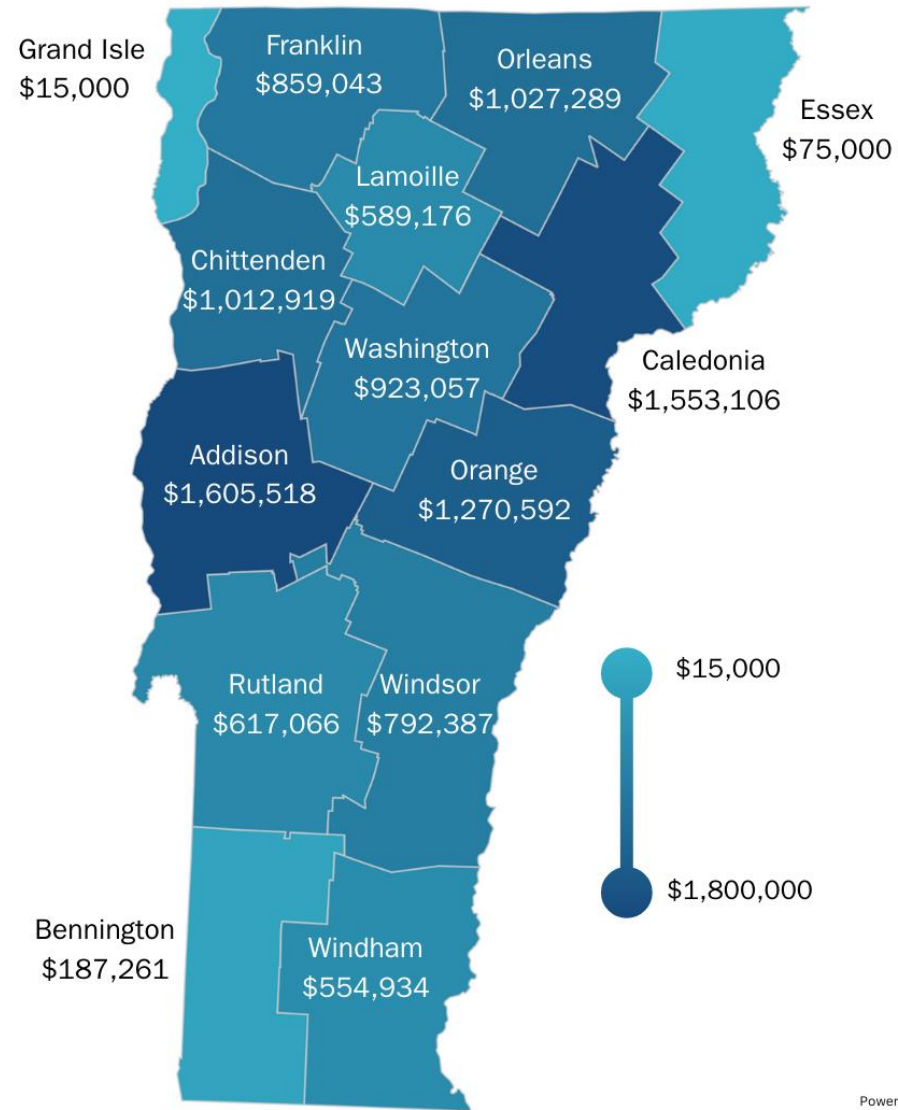 Grand Isle
$15,000
Franklin
$859,043
Orleans
$1,027,289
Essex
$75,000
Lamoille
$589,176
Chittenden
$1,012,919
Washington
$923,057
Caledonia
$1,553,106
Addison
$1,605,518
Orange
$1,270,592
Rutland
$617,066
Windsor
$792,387
$15,000
$1,800,000
Bennington
$187,261
Windham
$554,934
Power